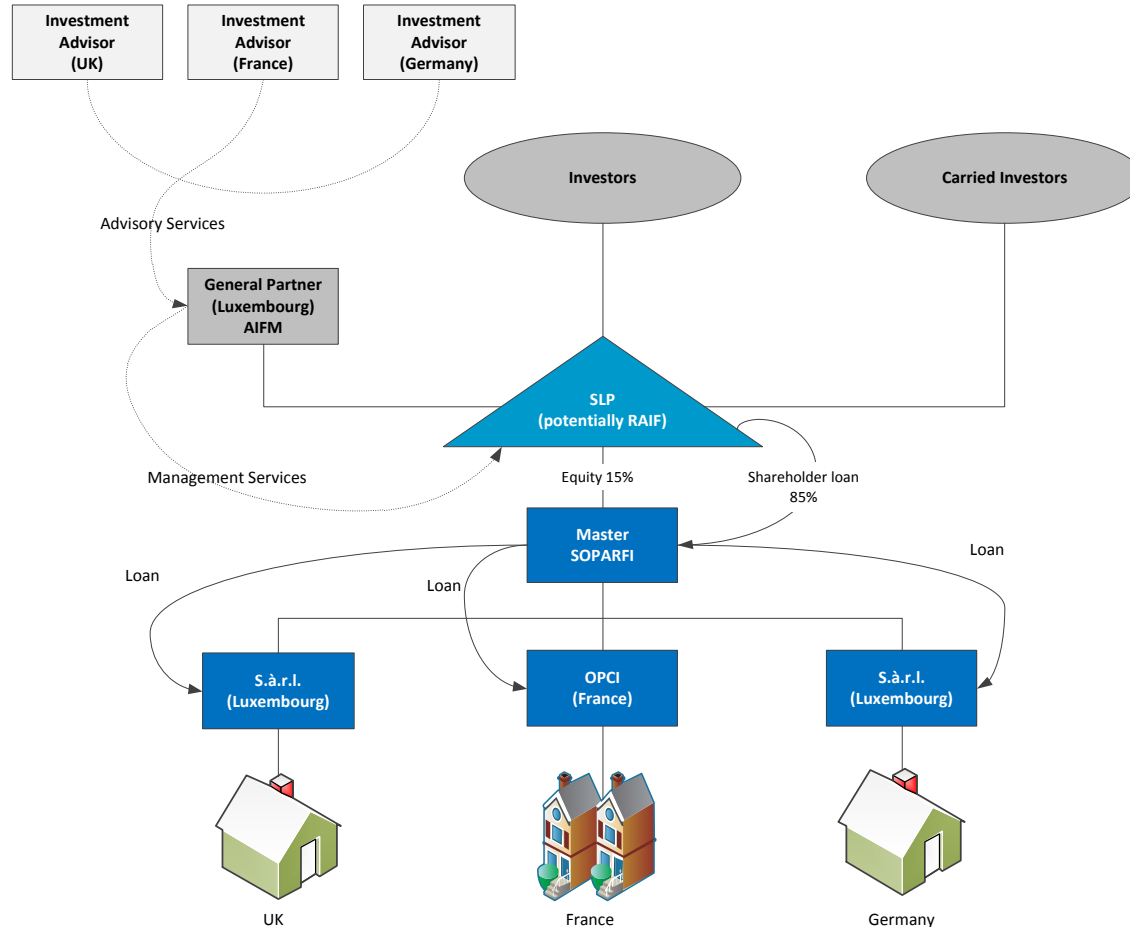 Investment
Advisor
(UK)
Investment
Advisor
(France)
Investment
Advisor
(Germany)
Investors
Carried Investors
Advisory Services
General Partner
(Luxembourg)
AIFM
SLP
(potentially RAIF)
Management Services
Equity 15%
Shareholder loan
85%
Master
SOPARFI
Loan
Loan
Loan
S.à.r.l.
(Luxembourg)
OPCI
(France)
S.à.r.l.
(Luxembourg)
UK
France
Germany